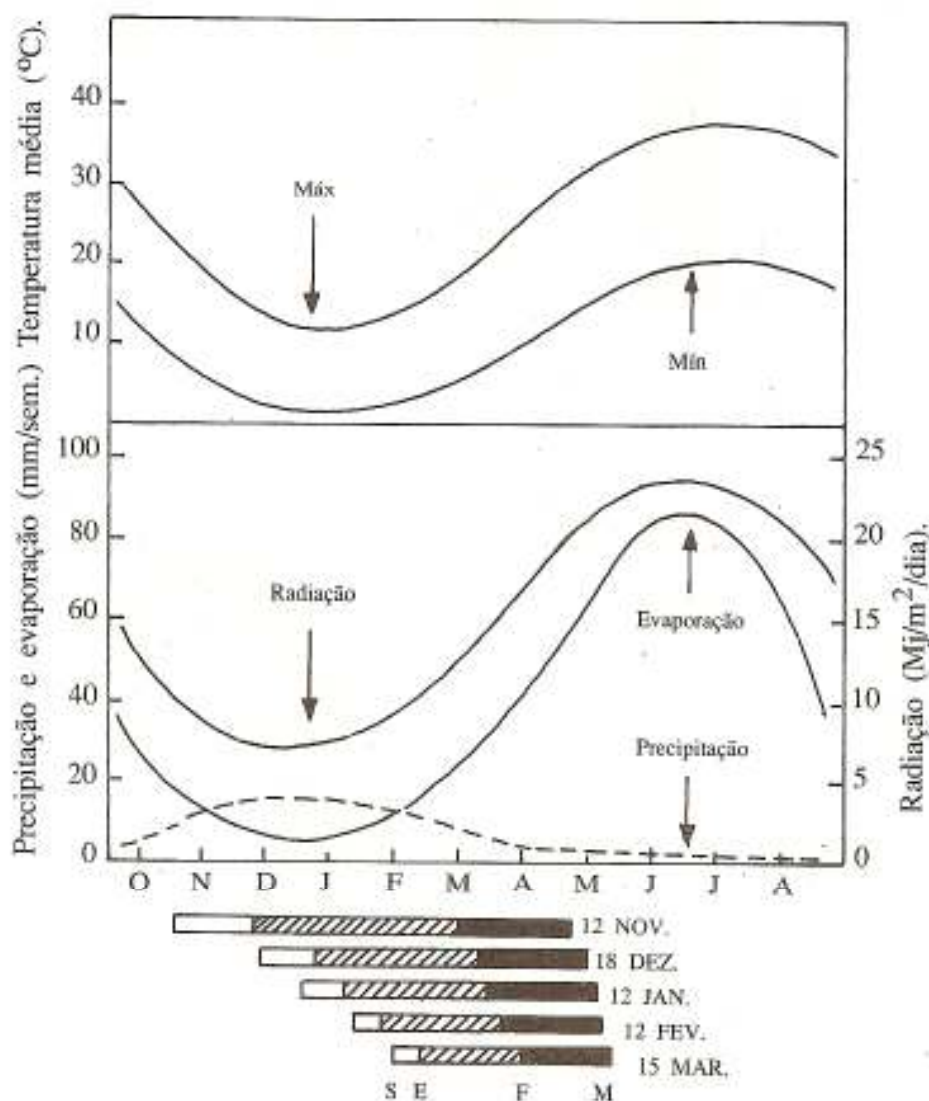 Temperatura média (ºC).
40
30
20
10
Máx
Mín
Precipitação e evaporação (mm/sem.)
100
80
60
40
20
0
Radiação
Evaporação
Precipitação
25
20
15
10
5
0
Radiação (Mj/m²/dia).
O N D J F M A M J J A
12 NOV.
18 DEZ.
12 JAN.
12 FEV.
15 MAR.
S E F M